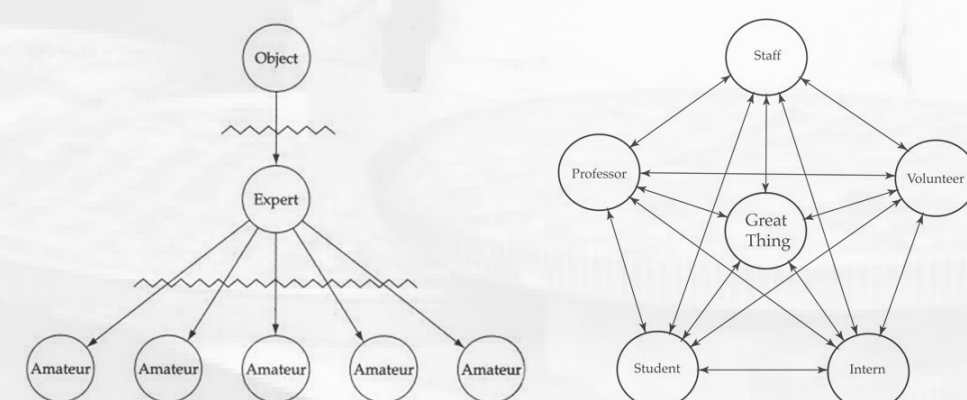 Object
Expert
Amateur
Amateur
Amateur
Amateur
Amateur
Staff
Professor
Volunteer
Great
Thing
Student
Intern